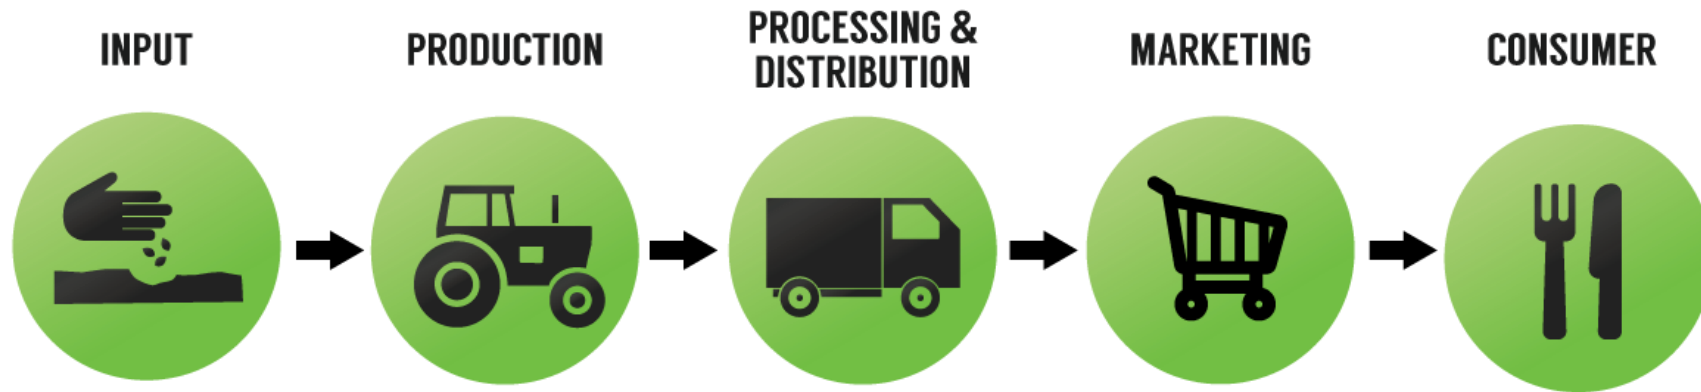 INPUT
PRODUCTION
PROCESSING &
DISTRIBUTION
MARKETING
CONSUMER